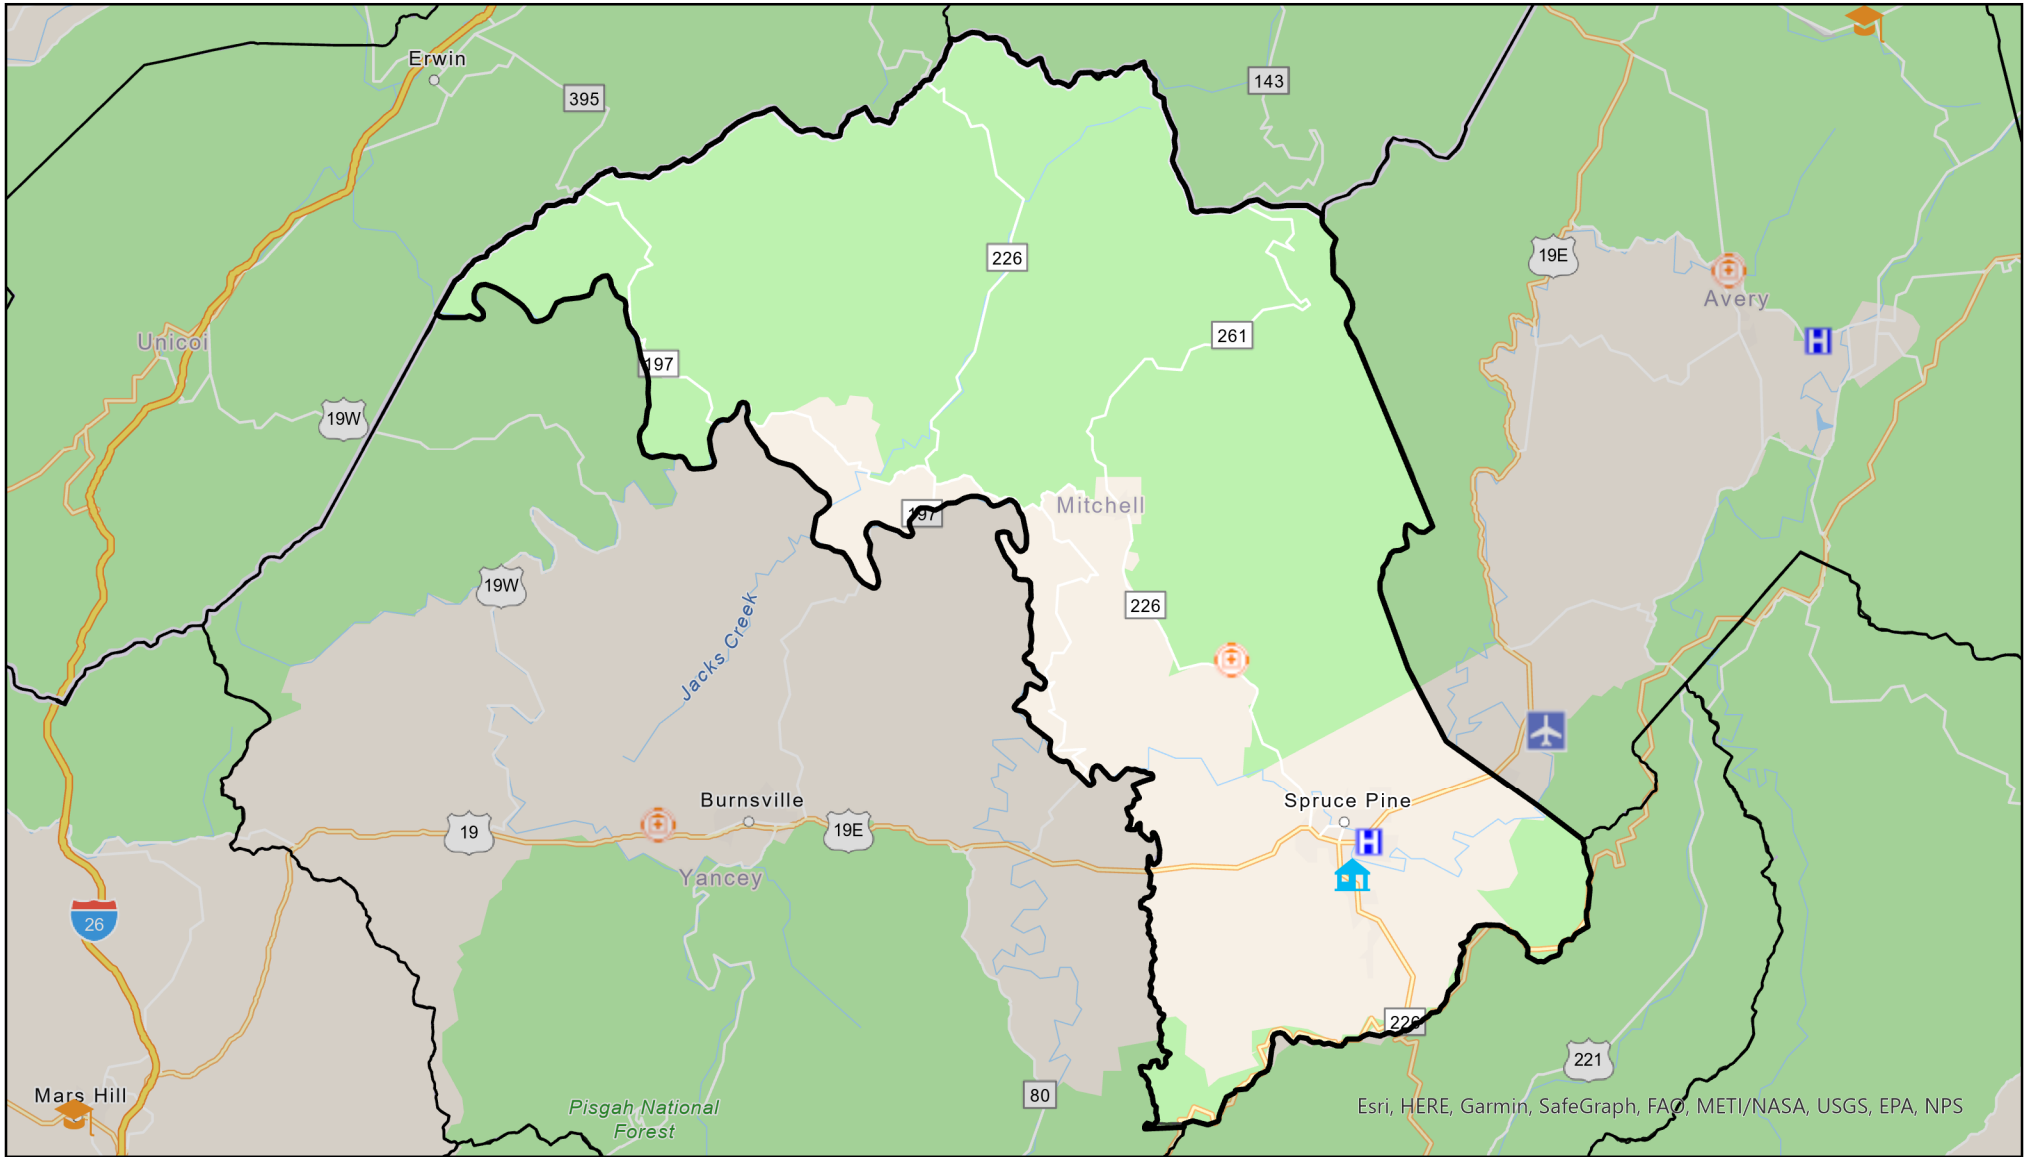 Erwin
395
143
226
19E
Avery
261
Unicoi
197
19W
Mitchell
197
19W
226
Jacks Creek
Burnsville
Spruce Pine
19
19E
Yancey
26
226
221
80
Mars Hill
Pisgah National
Forest
Esri, HERE, Garmin, SafeGraph, FAO, METI/NASA, USGS, EPA, NPS
H
H